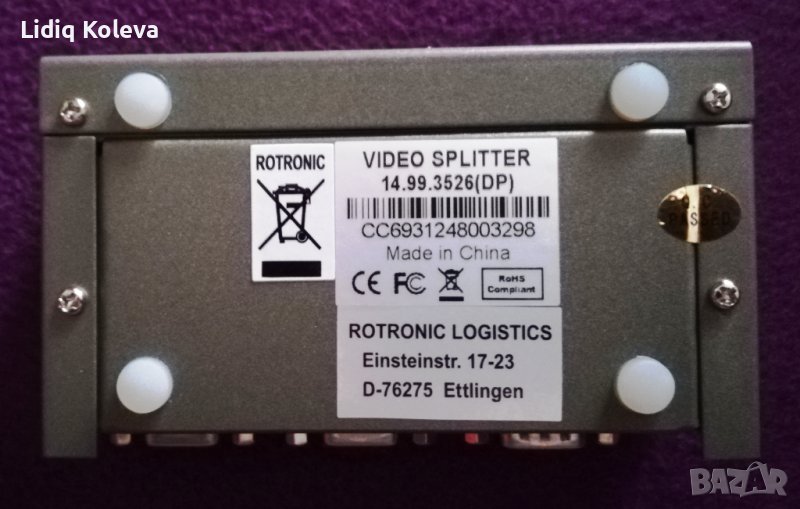 Lidiq Koleva
ROTRONIC
VIDEO SPLITTER
14.99.3526(DP)
CC6931248003298
Made in China
CE FC RoHS
Compliant
ROTRONIC LOGISTICS
Einsteinstr. 17-23
D-76275 Ettlingen
Q.C
PASSED
BAZAR